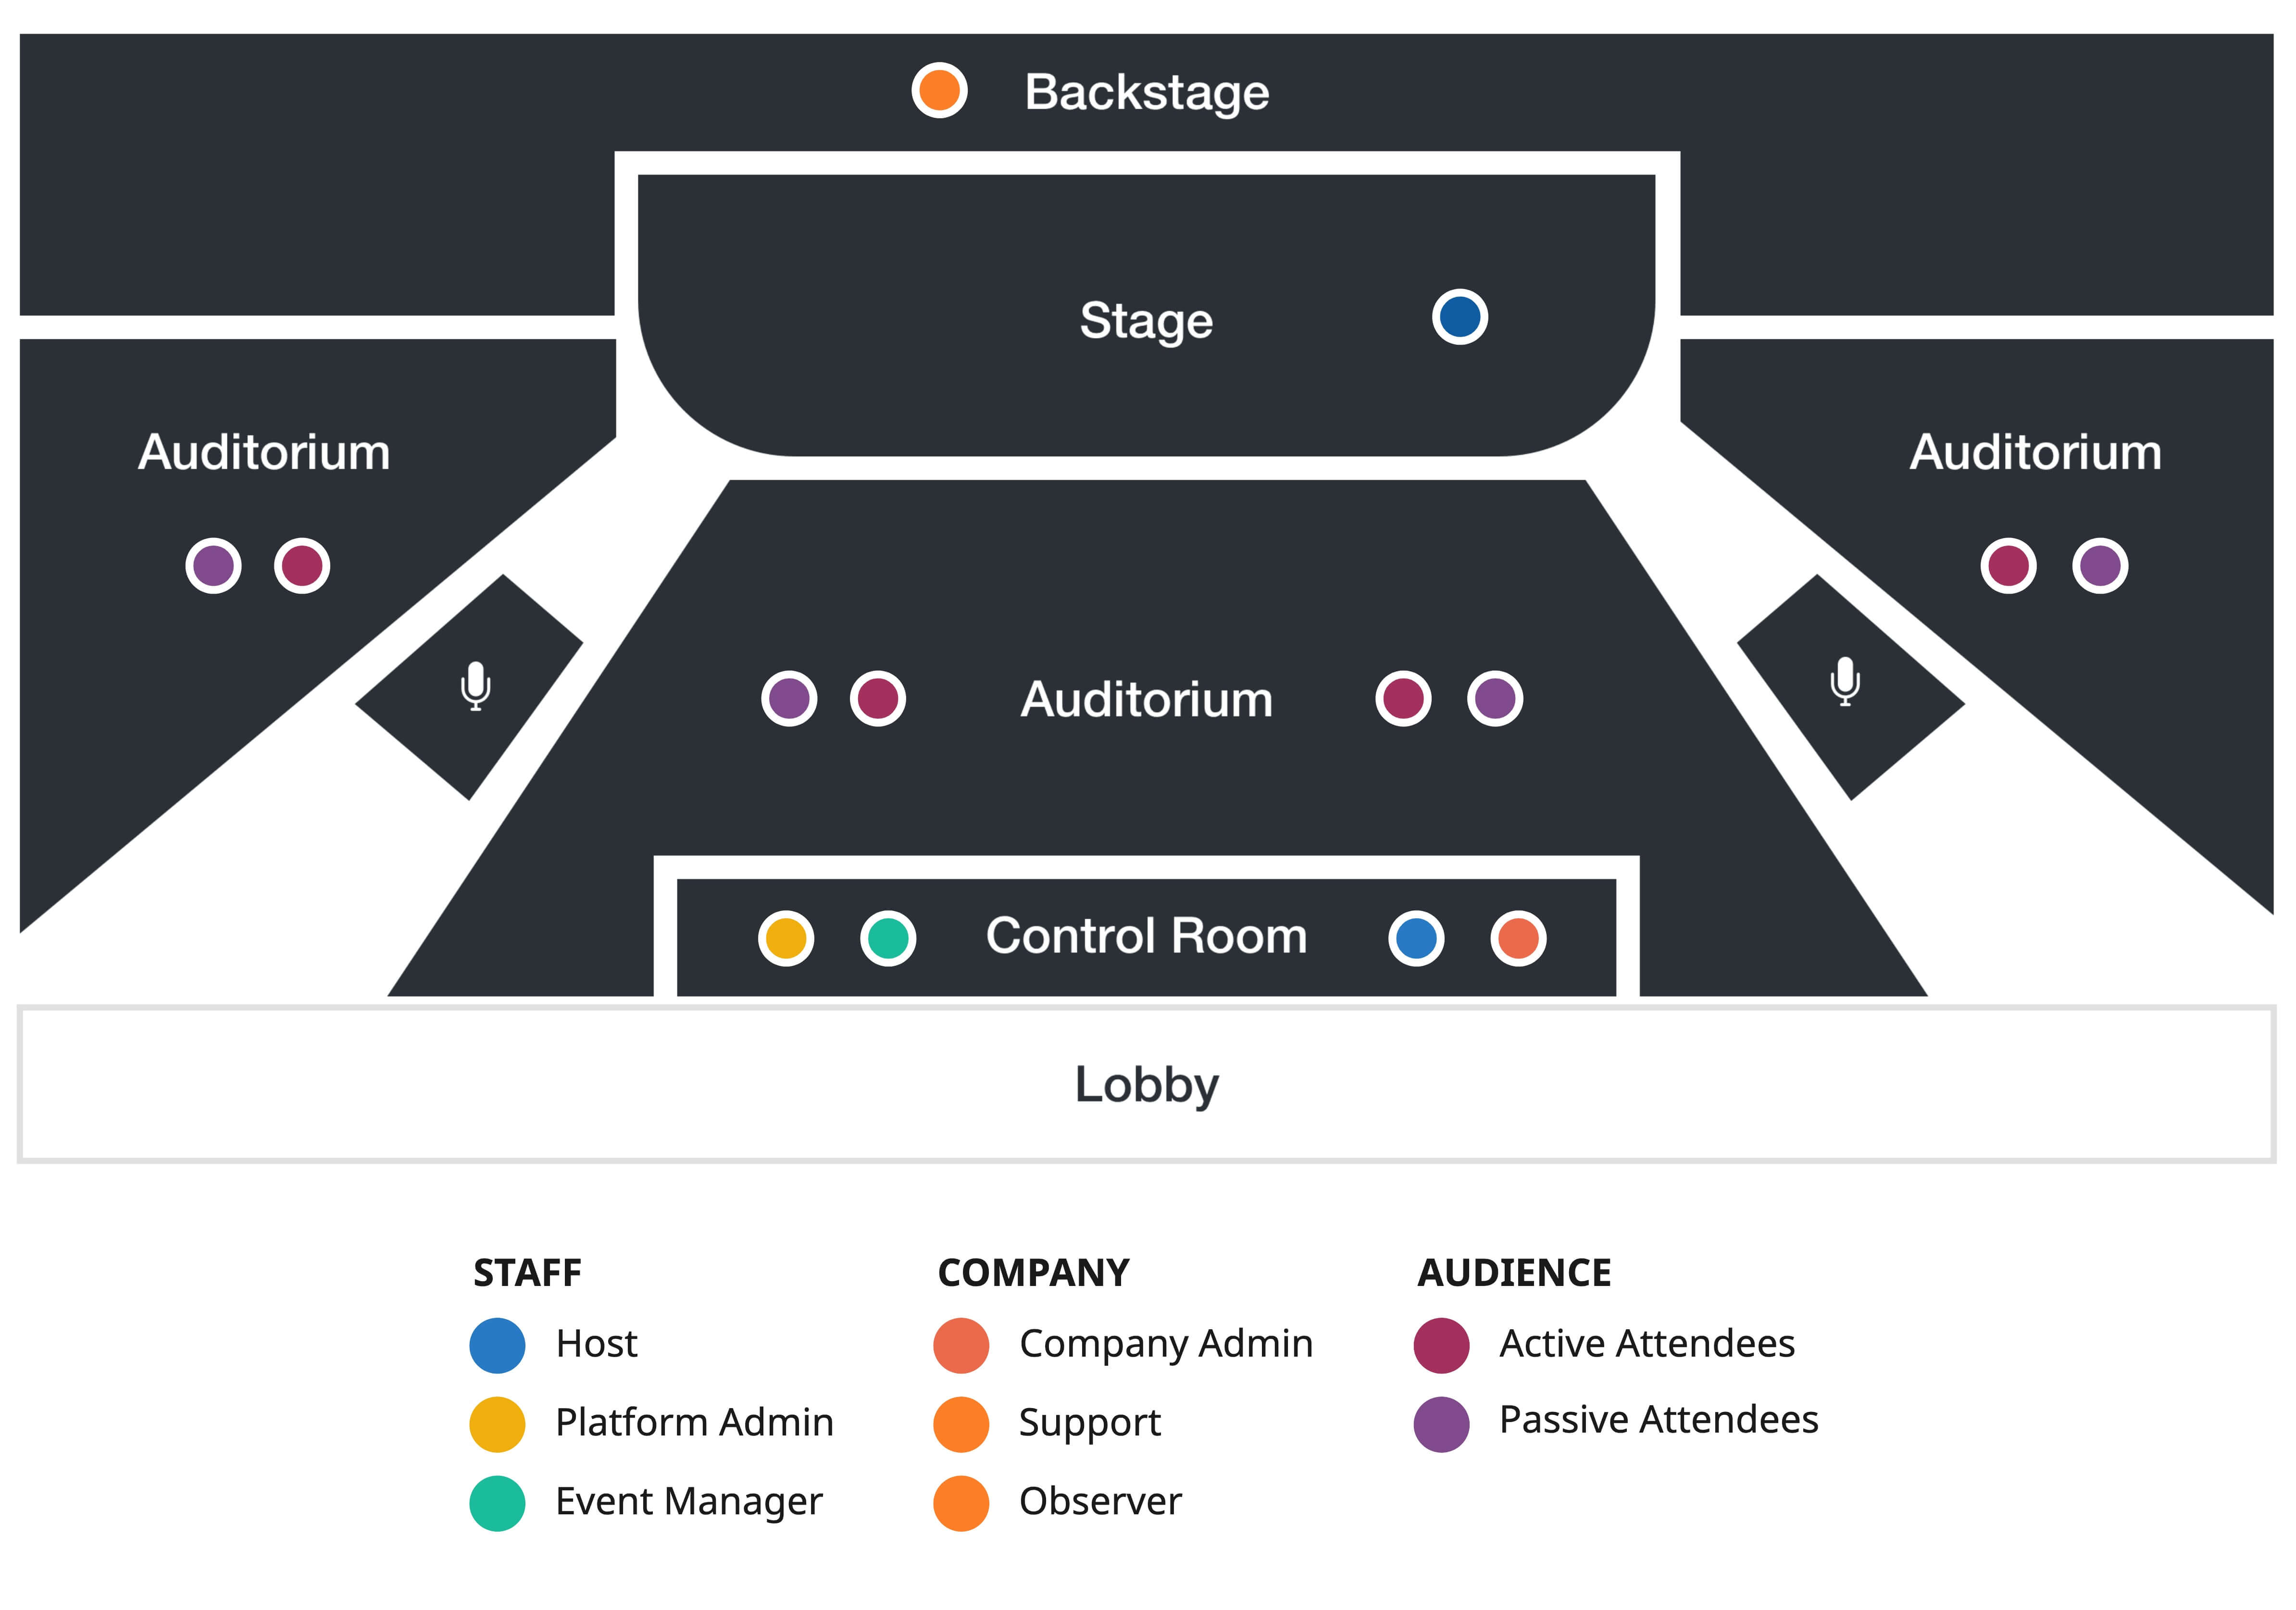 Backstage
Stage
Auditorium
Auditorium
Auditorium
Control Room
Lobby
STAFF
Host
Platform Admin
Event Manager
COMPANY
Company Admin
Support
Observer
AUDIENCE
Active Attendees
Passive Attendees